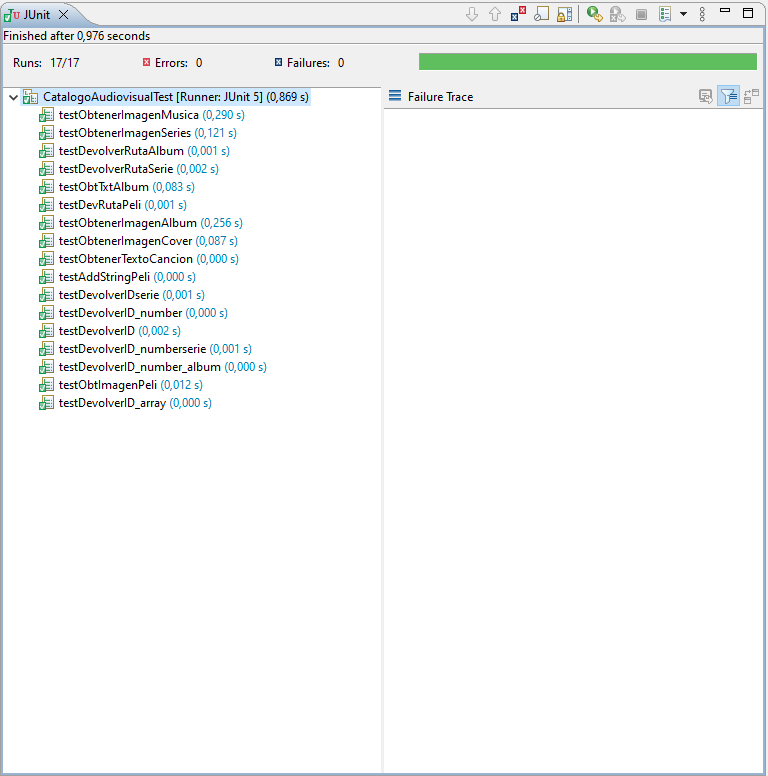 JUnit
Finished after 0,976 seconds
Runs: 17/17 Errors: 0 Failures: 0
CatalogoAudiovisualTest [Runner: JUnit 5] (0,869 s)
testObtenerImagenMusica (0,290 s)
testObtenerImagenSeries (0,121 s)
testDevolverRutaAlbum (0,001 s)
testDevolverRutaSerie (0,002 s)
testObtTxtAlbum (0,083 s)
testDevRutaPeli (0,001 s)
testObtenerImagenAlbum (0,256 s)
testObtenerImagenCover (0,087 s)
testObtenerTextoCancion (0,000 s)
testAddStringPeli (0,000 s)
testDevolverIDserie (0,001 s)
testDevolverID_number (0,000 s)
testDevolverID (0,002 s)
testDevolverID_numberserie (0,001 s)
testDevolverID_number_album (0,000 s)
testObtImagenPeli (0,012 s)
testDevolverID_array (0,000 s)
Failure Trace